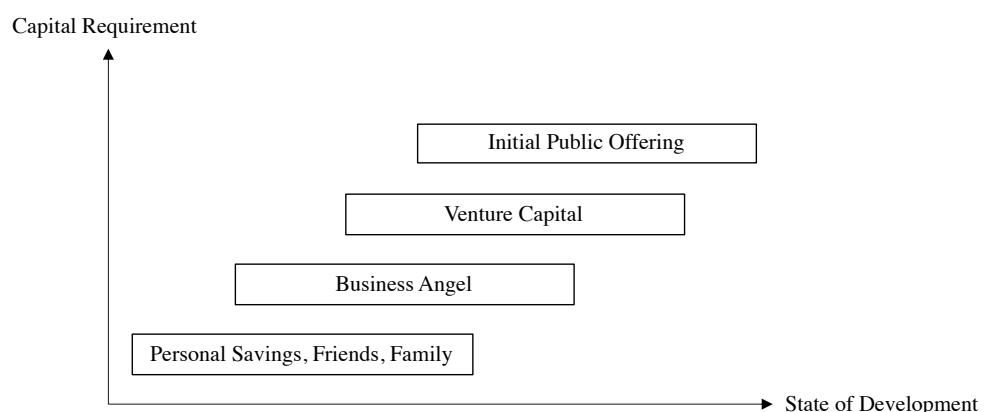 Capital Requirement
Initial Public Offering
Venture Capital
Business Angel
Personal Savings, Friends, Family
State of Development